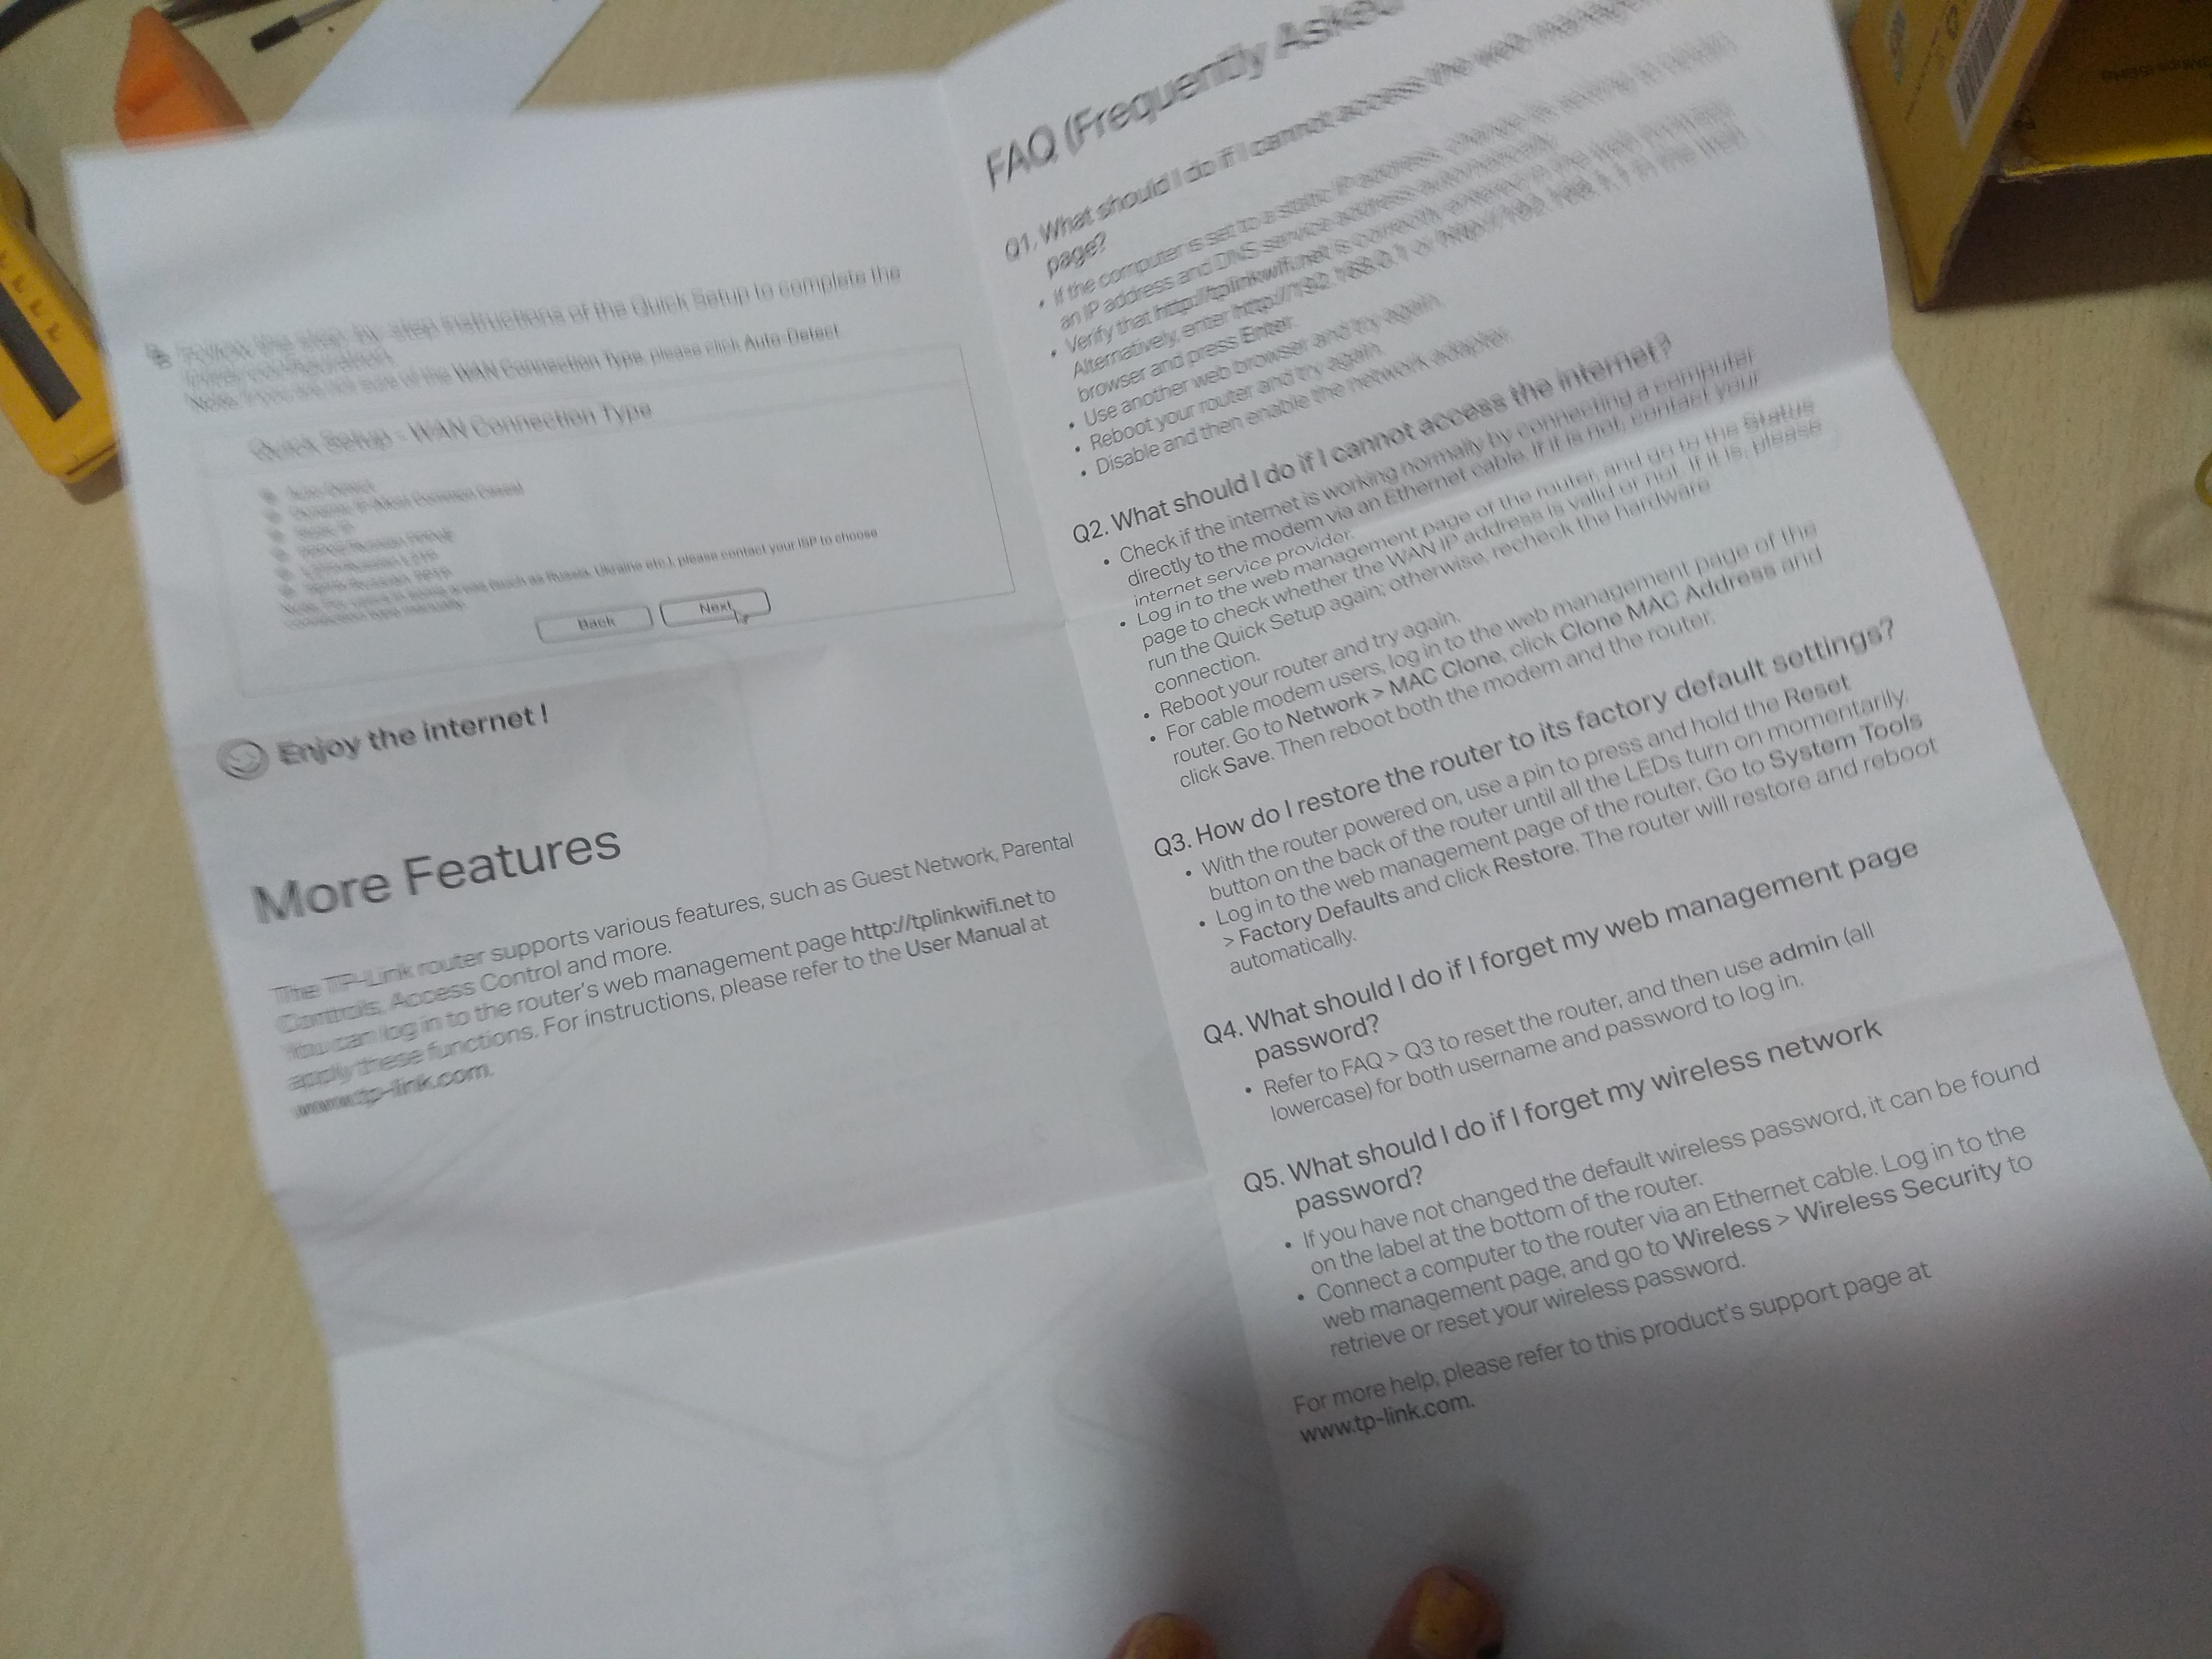 Follow the step-by-step instructions of the Quick Setup to complete the
initial configuration.
Note: If you are not sure of the WAN Connection Type, please click Auto-Detect.
Quick Setup - WAN Connection Type
Auto-Detect
Dynamic IP (Most Common Cases)
Static IP
Note: For users in some areas (such as Russia, Ukraine etc.), please contact your ISP to choose
connection type manually.
Back
Next
Enjoy the internet !
More Features
The TP-Link router supports various features, such as Guest Network, Parental
Controls, Access Control and more.
You can log in to the router's web management page http://tplinkwifi.net to
apply these functions. For instructions, please refer to the User Manual at
www.tp-link.com.
FAQ (Frequently Asked
Q1. What should I do if I cannot access the web management
page?
• If the computer is set to a static IP address, change its setting to obtain
an IP address and DNS service address automatically.
• Verify that http://tplinkwifi.net is correctly entered in the web browser.
Alternatively, enter http://192.168.0.1 or http://192.168.1.1 in the web
browser and press Enter.
• Use another web browser and try again.
• Reboot your router and try again.
• Disable and then enable the network adapter.
Q2. What should I do if I cannot access the internet?
• Check if the internet is working normally by connecting a computer
directly to the modem via an Ethernet cable. If it is not, contact your
internet service provider.
• Log in to the web management page of the router, and go to the Status
page to check whether the WAN IP address is valid or not. If it is, please
run the Quick Setup again; otherwise, recheck the hardware
connection.
• Reboot your router and try again.
• For cable modem users, log in to the web management page of the
router. Go to Network > MAC Clone, click Clone MAC Address and
click Save. Then reboot both the modem and the router.
Q3. How do I restore the router to its factory default settings?
• With the router powered on, use a pin to press and hold the Reset
button on the back of the router until all the LEDs turn on momentarily.
• Log in to the web management page of the router. Go to System Tools
> Factory Defaults and click Restore. The router will restore and reboot
automatically.
Q4. What should I do if I forget my web management page
password?
• Refer to FAQ > Q3 to reset the router, and then use admin (all
lowercase) for both username and password to log in.
Q5. What should I do if I forget my wireless network
password?
• If you have not changed the default wireless password, it can be found
on the label at the bottom of the router.
• Connect a computer to the router via an Ethernet cable. Log in to the
web management page, and go to Wireless > Wireless Security to
retrieve or reset your wireless password.
For more help, please refer to this product's support page at
www.tp-link.com.